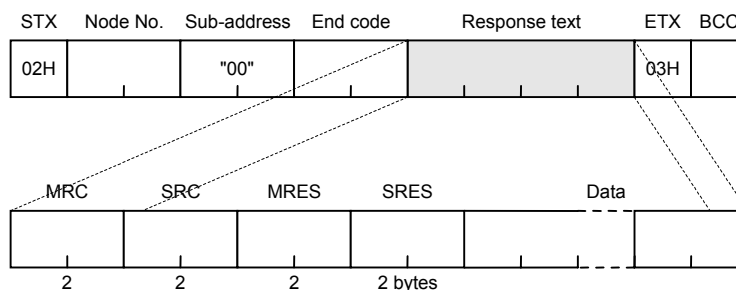 STX Node No. Sub-address End code Response text ETX BCC
02H "00" 03H
MRC SRC MRES SRES Data
2 2 2 2 bytes